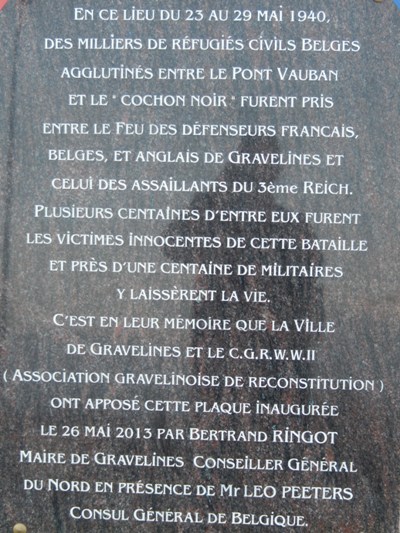 En ce lieu du 23 au 29 mai 1940,
des milliers de réfugiés civils Belges
agglutinés entre le Pont Vauban
et le " cochon noir " furent pris
entre le Feu des défenseurs francais,
belges, et anglais de Gravelines et
celui des assaillants du 3ème Reich.
Plusieurs centaines d'entre eux furent
les victimes innocentes de cette bataille
et près d'une centaine de militaires
y laissèrent la vie.
C'est en leur mémoire que la Ville
de Gravelines et le C.G.R.W.W.II
( Association gravelinoise de reconstitution )
ont apposé cette plaque inaugurée
le 26 mai 2013 par Bertrand RINGOT
Maire de Gravelines Conseiller Général
du Nord en présence de Mr LEO PEETERS
Consul Général de Belgique.